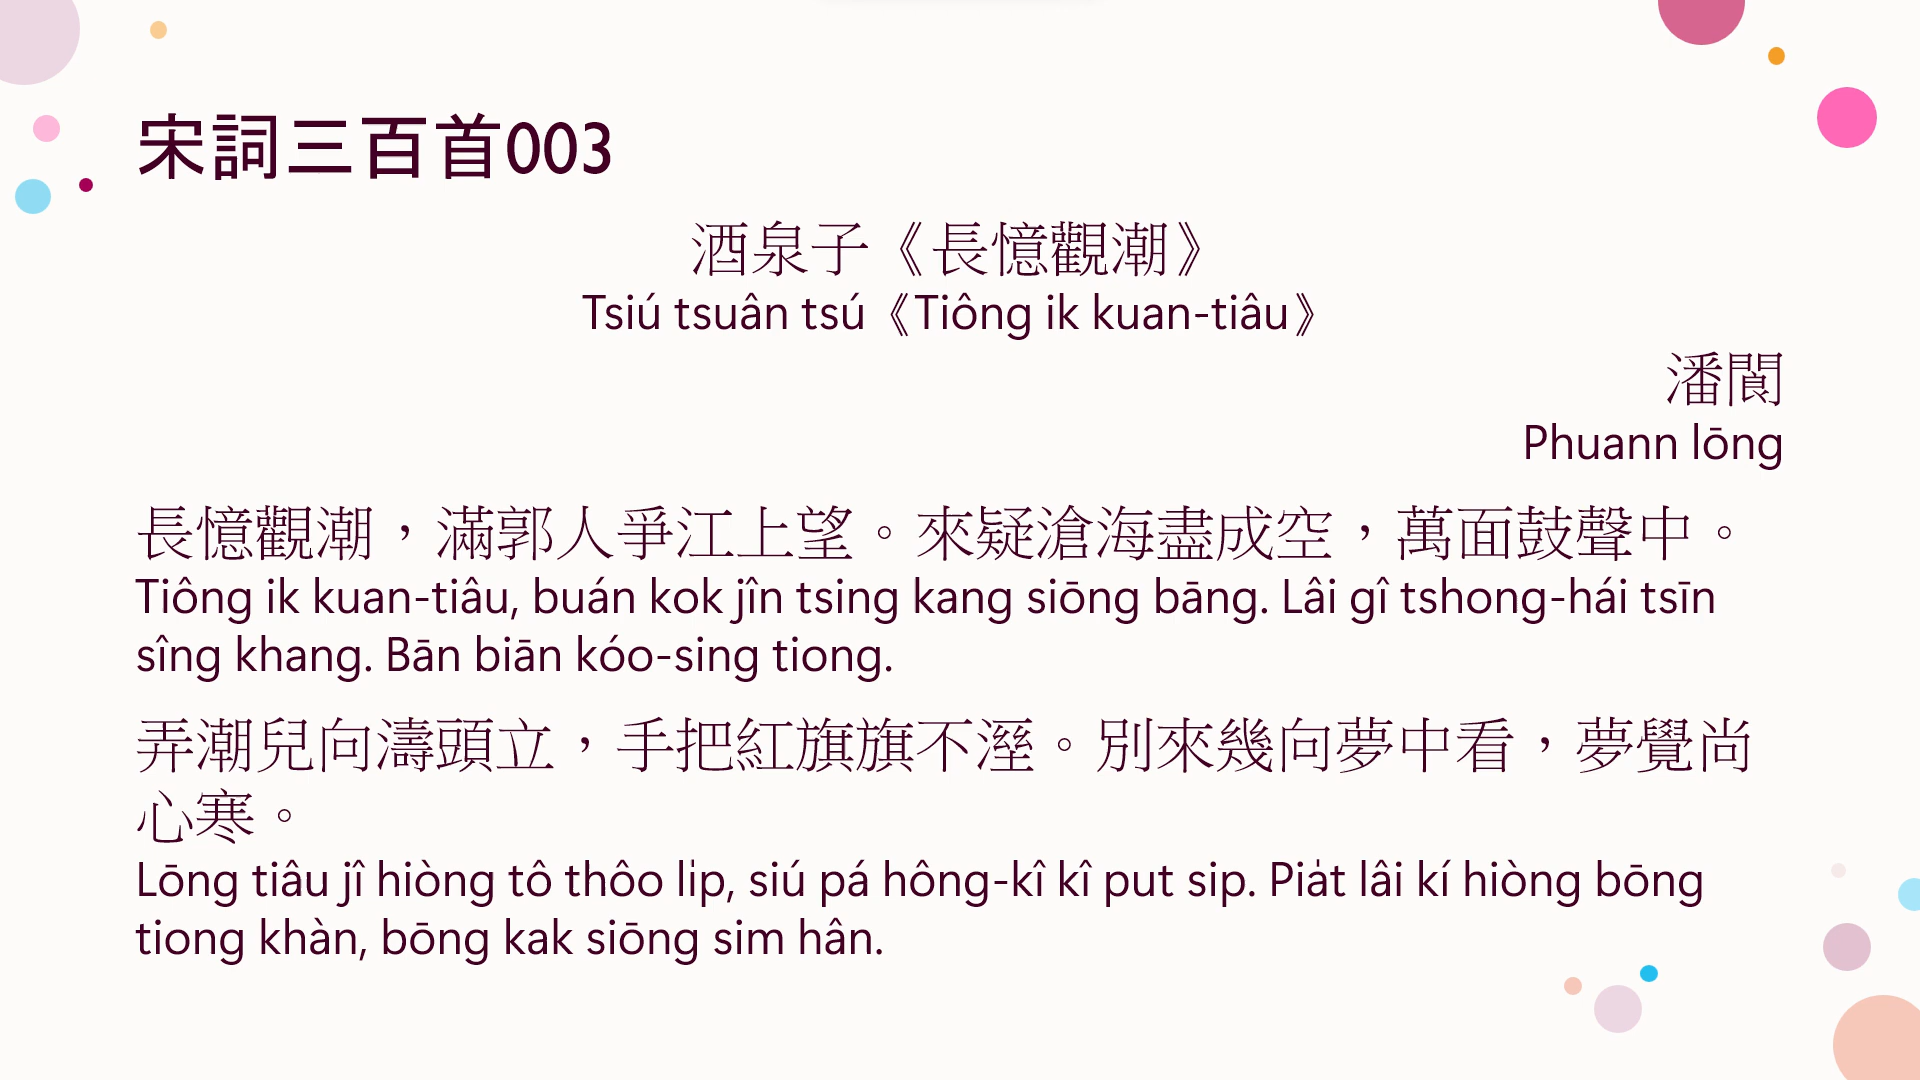 宋詞三百首003
酒泉子《長憶觀潮》
Tsiú tsuân tsú《Tiông ik kuan-tiâu》
潘閬
Phuann lōng
長憶觀潮，滿郭人爭江上望。來疑滄海盡成空，萬面鼓聲中。
Tiông ik kuan-tiâu, buán kok jîn tsing kang siōng bāng. Lâi gî tshong-hái tsīn
sîng khang. Bān biān kóo-sing tiong.
弄潮兒向濤頭立，手把紅旗旗不溼。別來幾向夢中看，夢覺尚
心寒。
Lōng tiâu jî hiòng tô thôo li̍p, siú pá hông-kî kî put sip. Pia̍t lâi kí hiòng bōng
tiong khàn, bōng kak siōng sim hân.